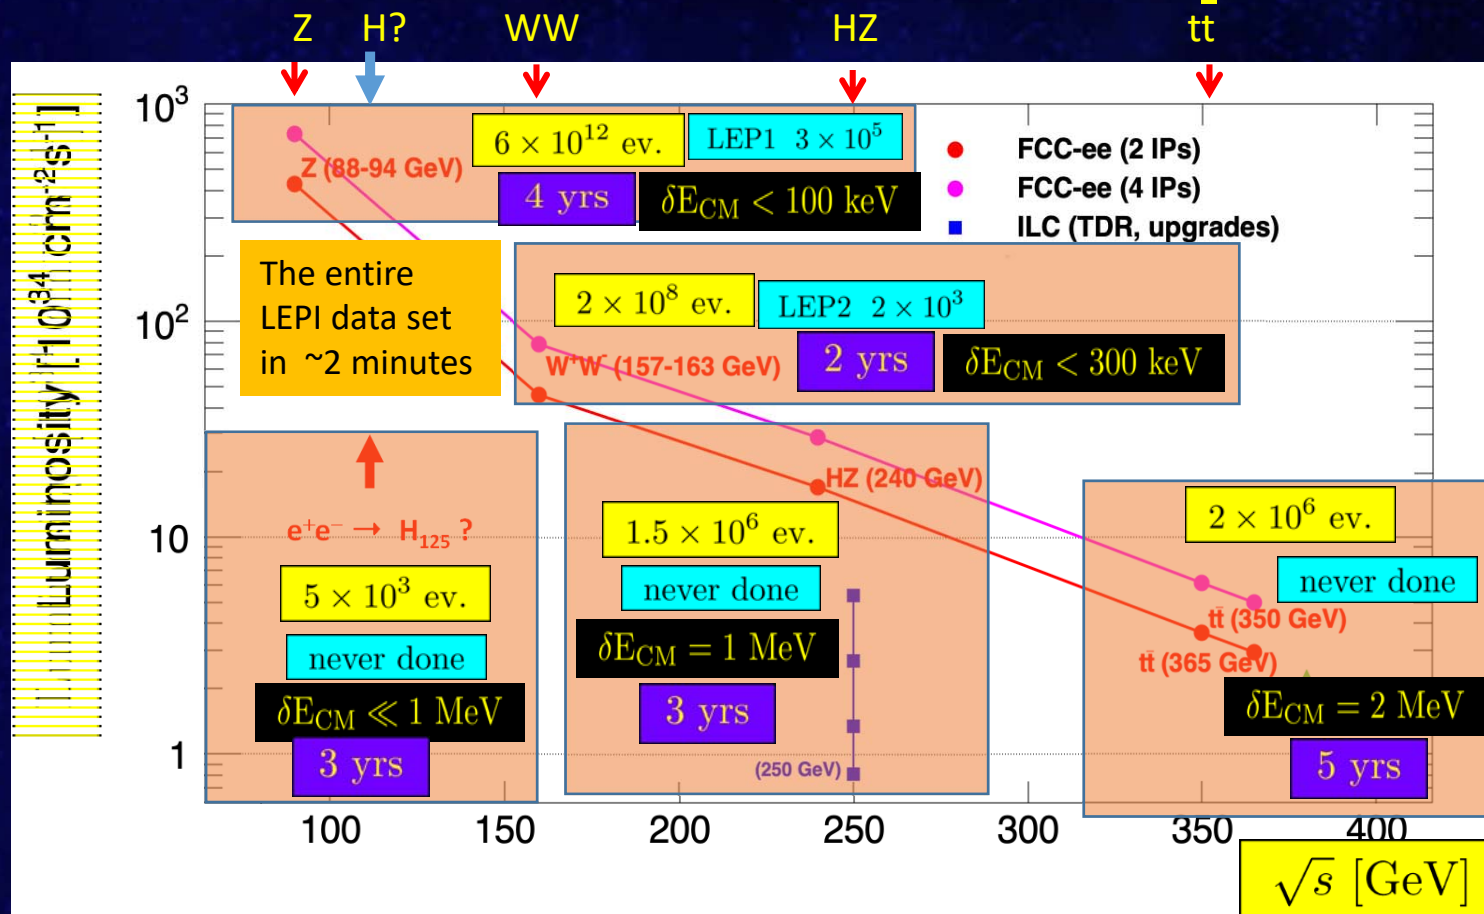 Z H? WW HZ tt̅
Luminosity [10³⁴ cm⁻²s⁻¹]
10³
10²
10
1
6 × 10¹² ev.
LEP1 3 × 10⁵
Z (88-94 GeV)
4 yrs
δE_CM < 100 keV
FCC-ee (2 IPs)
FCC-ee (4 IPs)
ILC (TDR, upgrades)
The entire
LEPI data set
in ~2 minutes
2 × 10⁸ ev.
LEP2 2 × 10³
W⁺W⁻ (157-163 GeV)
2 yrs
δE_CM < 300 keV
e⁺e⁻ → H₁₂₅ ?
5 × 10³ ev.
never done
δE_CM ≪ 1 MeV
3 yrs
HZ (240 GeV)
1.5 × 10⁶ ev.
never done
δE_CM = 1 MeV
3 yrs
(250 GeV)
2 × 10⁶ ev.
never done
tt̅ (350 GeV)
tt̅ (365 GeV)
δE_CM = 2 MeV
5 yrs
100 150 200 250 300 350 400
√s [GeV]